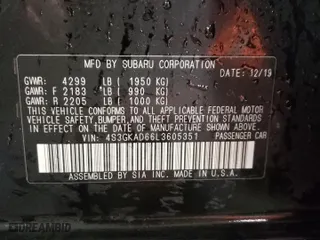 MFD BY SUBARU CORPORATION
DATE: 12/19
GVWR: 4299 LB ( 1950 KG)
GAWR: F 2183 LB ( 990 KG)
GAWR: R 2205 LB ( 1000 KG)
THIS VEHICLE CONFORMS TO ALL APPLICABLE FEDERAL MOTOR
VEHICLE SAFETY,BUMPER,AND THEFT PREVENTION STANDARDS
IN EFFECT ON THE DATE OF MANUFACTURE SHOWN ABOVE.
VIN: 4S3GKAD66L3605351 PASSENGER CAR
ASSEMBLED BY SIA INC. MADE IN U.S.A.